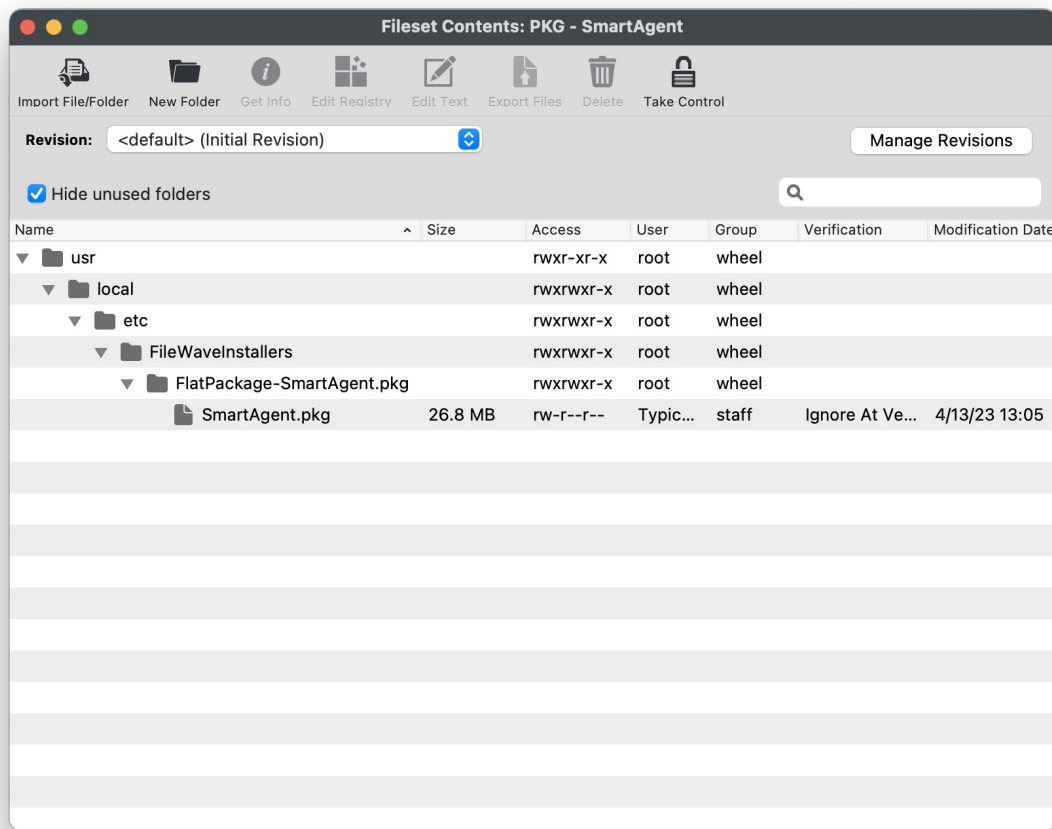 Fileset Contents: PKG - SmartAgent
Import File/Folder New Folder Get Info Edit Registry Edit Text Export Files Delete Take Control
Revision: <default> (Initial Revision) Manage Revisions
Hide unused folders
Name Size Access User Group Verification Modification Date
usr rwxr-xr-x root wheel
local rwxrwxr-x root wheel
etc rwxrwxr-x root wheel
FileWaveInstallers rwxrwxr-x root wheel
FlatPackage-SmartAgent.pkg rwxrwxr-x root wheel
SmartAgent.pkg 26.8 MB rw-r--r-- Typic... staff Ignore At Ve... 4/13/23 13:05